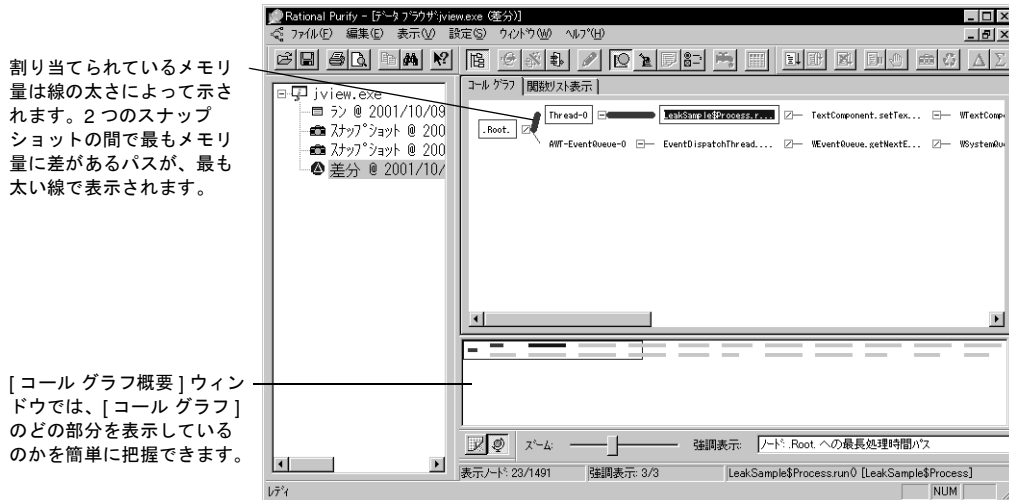 割り当てられているメモリ
量は線の太さによって示さ
れます。2 つのスナップ
ショットの間で最もメモリ
量に差があるパスが、最も
太い線で表示されます。
[ コール グラフ概要 ] ウィン
ドウでは、[ コール グラフ ]
のどの部分を表示している
のかを簡単に把握できます。
Rational Purify - [データ ブラウザ:jview.exe (差分)]
ファイル(F) 編集(E) 表示(V) 設定(S) ウィンドウ(W) ヘルプ(H)
jview.exe
ラン @ 2001/10/09
スナップショット @ 200
スナップショット @ 200
差分 @ 2001/10/
コール グラフ 関数リスト表示
.Root.
Thread-0 LeakSample$Process.r... TextComponent.setTex... WTextCompo
AWT-EventQueue-0 EventDispatchThread.... WEventQueue.getNextE... WSystemQu
ズーム: 強調表示: ノード: .Root. への最長処理時間パス
表示ノード: 23/1491 強調表示: 3/3 LeakSample$Process.run() [LeakSample$Process]
レディ NUM